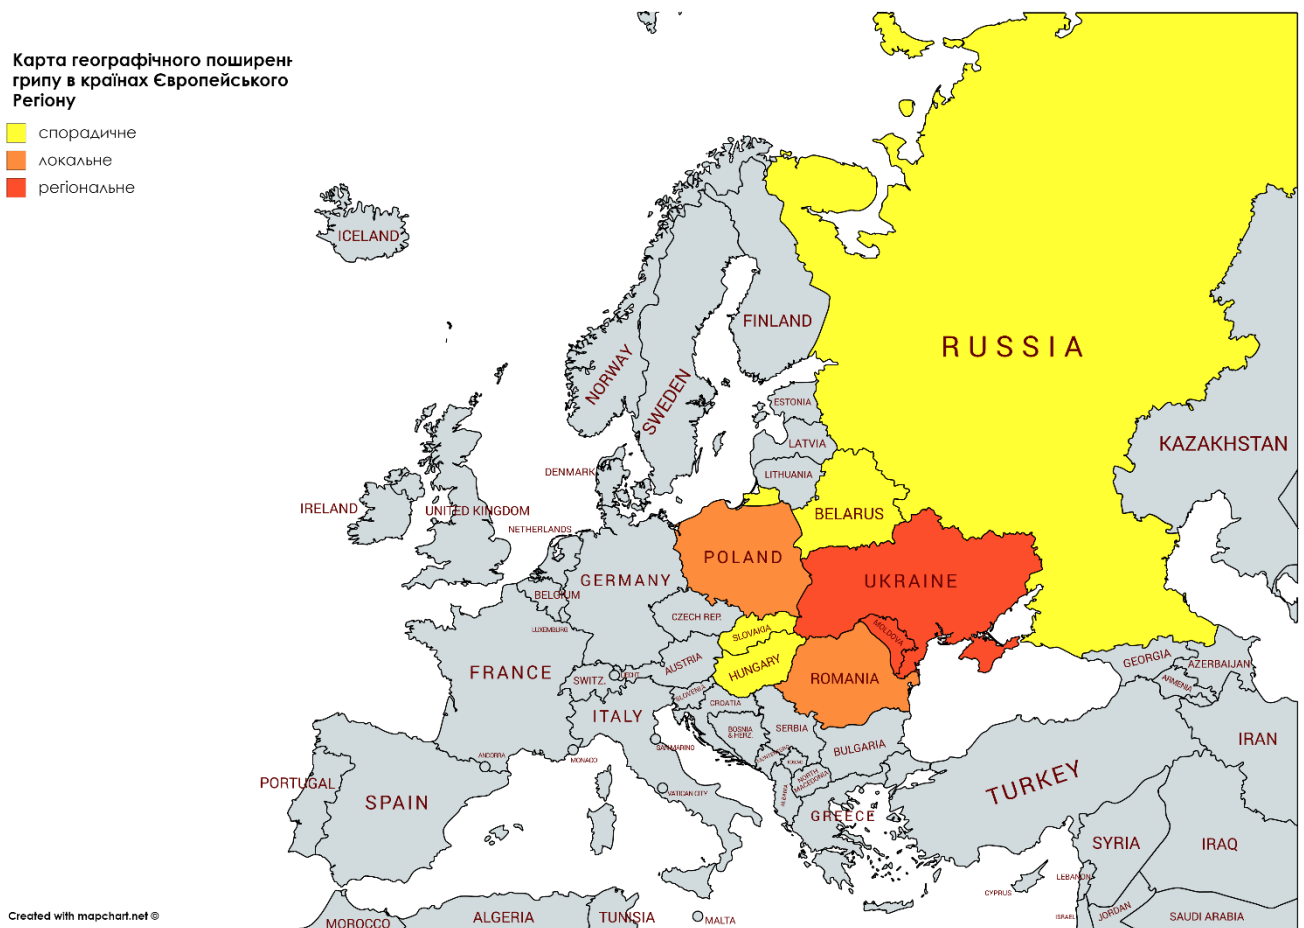 Карта географічного поширенн
грипу в країнах Європейського
Регіону
спорадичне
локальне
регіональне
ICELAND
RUSSIA
FINLAND
NORWAY
SWEDEN
ESTONIA
LATVIA
LITHUANIA
KAZAKHSTAN
DENMARK
IRELAND
UNITED KINGDOM
NETHERLANDS
BELARUS
POLAND
GERMANY
UKRAINE
BELGIUM
LUXEMBURG
CZECH REP.
SLOVAKIA
MOLDOVA
FRANCE
AUSTRIA
HUNGARY
ROMANIA
SWITZ.
LECHT.
SLOVENIA
CROATIA
GEORGIA
AZERBAIJAN
ARMENIA
ITALY
SAN MARINO
BOSNIA
& HERZ.
SERBIA
BULGARIA
MONTENEGRO
NORTH
MACEDONIA
ALBANIA
ANDORRA
MONACO
VATICAN CITY
PORTUGAL
SPAIN
GREECE
TURKEY
IRAN
SYRIA
IRAQ
CYPRUS
LEBANON
ISRAEL
JORDAN
SAUDI ARABIA
MOROCCO
ALGERIA
TUNISIA
MALTA
Created with mapchart.net ©